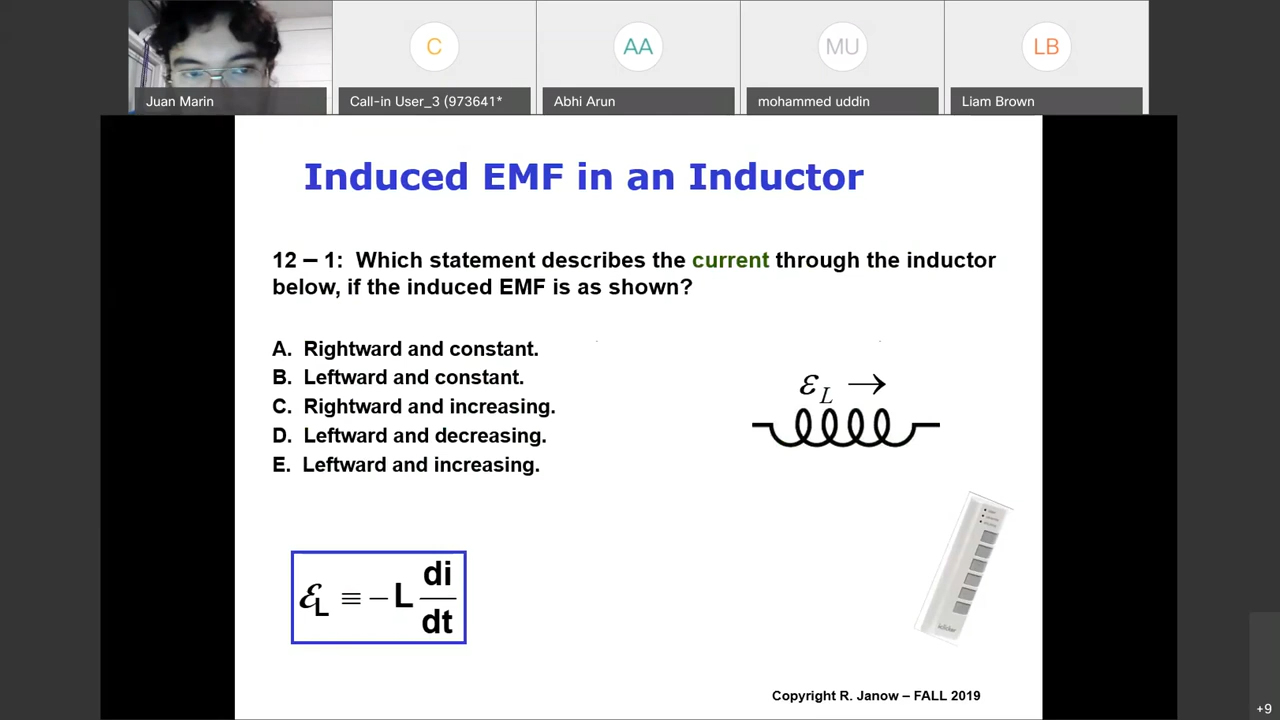 C
AA
MU
LB
Juan Marin
Call-in User_3 (973641*
Abhi Arun
mohammed uddin
Liam Brown
Induced EMF in an Inductor
12 – 1: Which statement describes the current through the inductor
below, if the induced EMF is as shown?
A. Rightward and constant.
B. Leftward and constant.
C. Rightward and increasing.
D. Leftward and decreasing.
E. Leftward and increasing.
εL →
ℰL ≡ −L di/dt
Copyright R. Janow – FALL 2019
+9